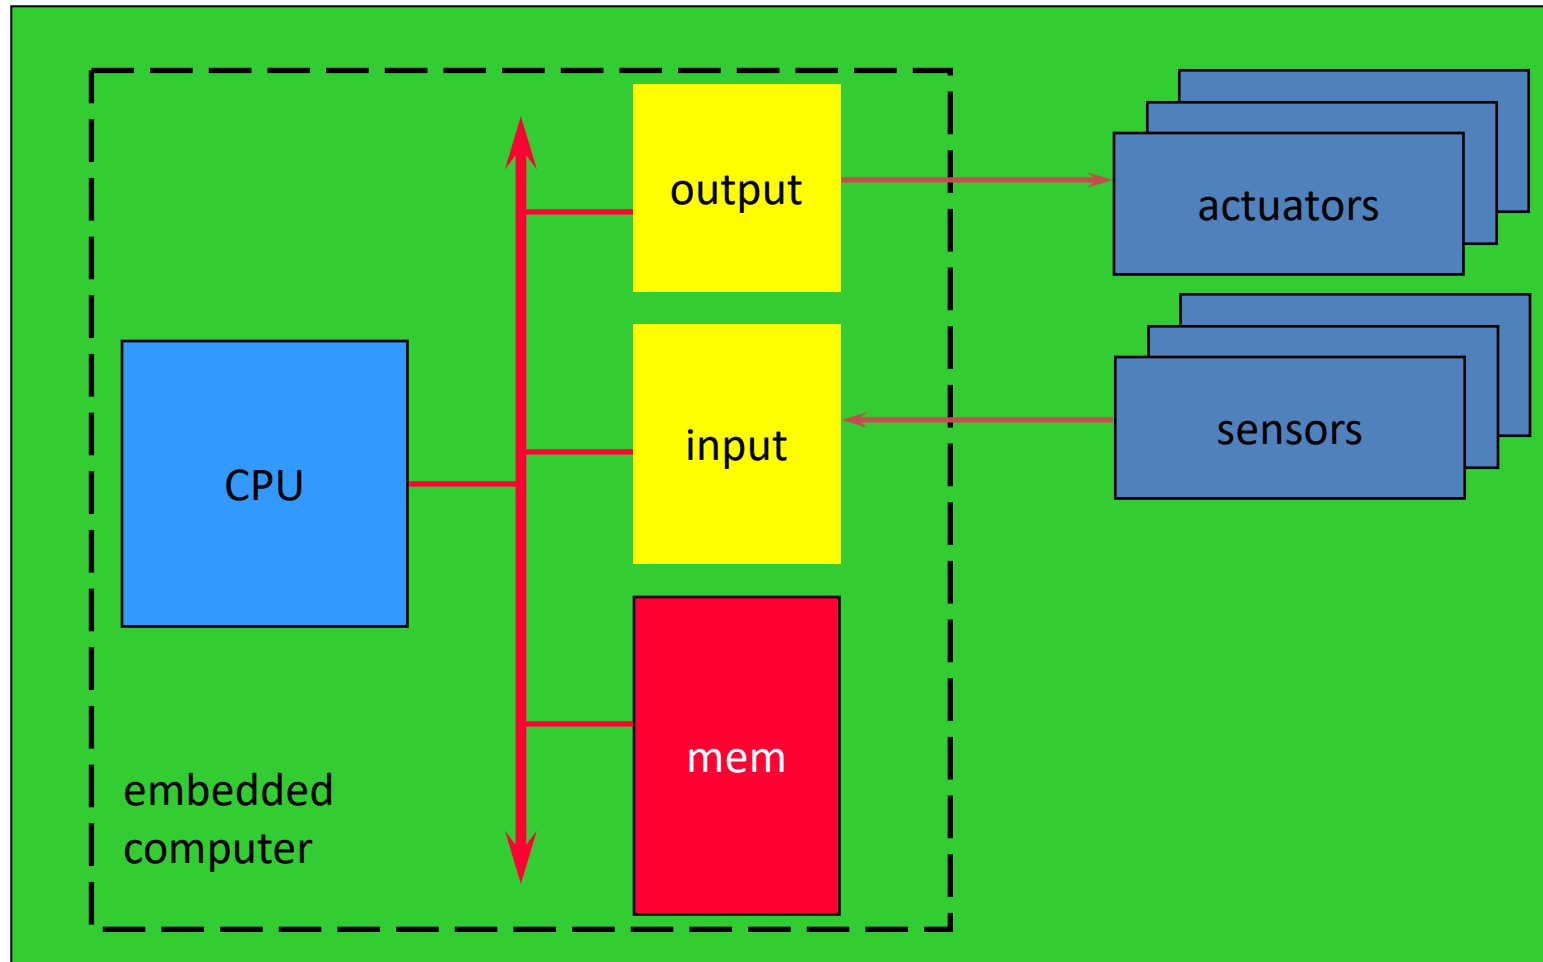 output
actuators
input
sensors
CPU
mem
embedded
computer